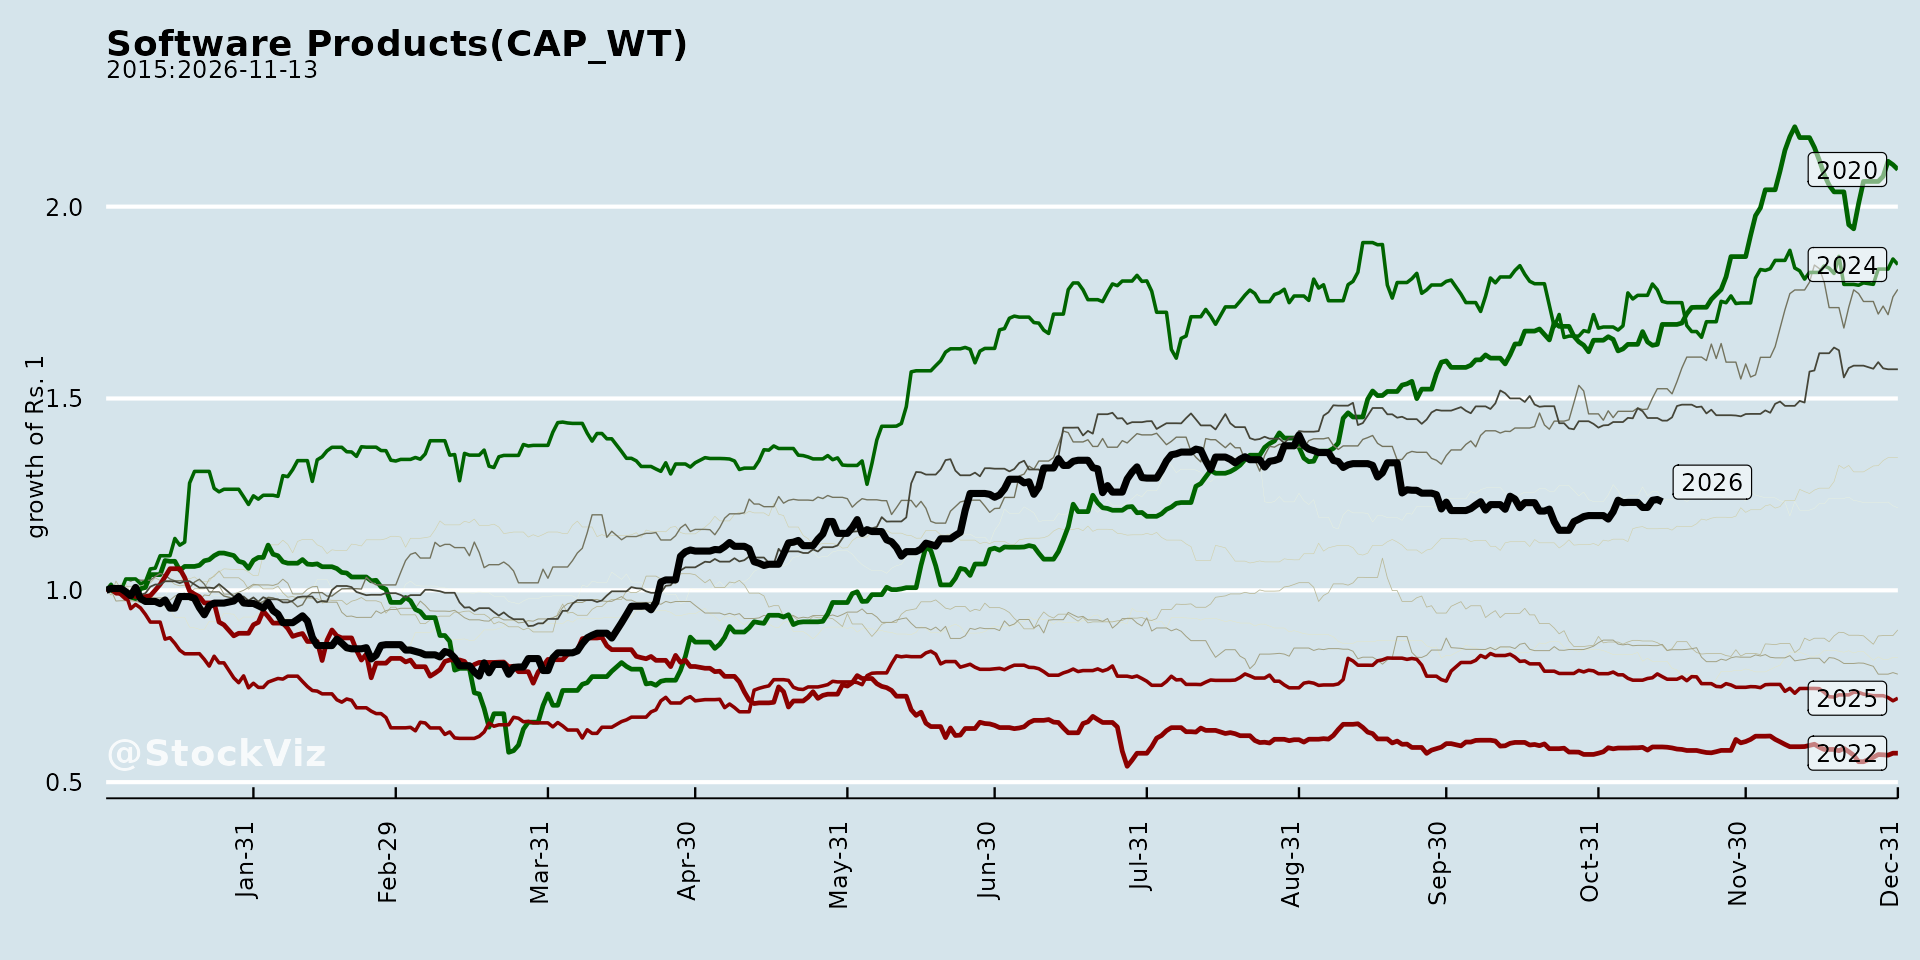 Software Products(CAP_WT)
2015:2026-11-13
growth of Rs. 1
2.0
1.5
1.0
0.5
2020
2024
2026
2025
2022
@StockViz
Jan-31
Feb-29
Mar-31
Apr-30
May-31
Jun-30
Jul-31
Aug-31
Sep-30
Oct-31
Nov-30
Dec-31